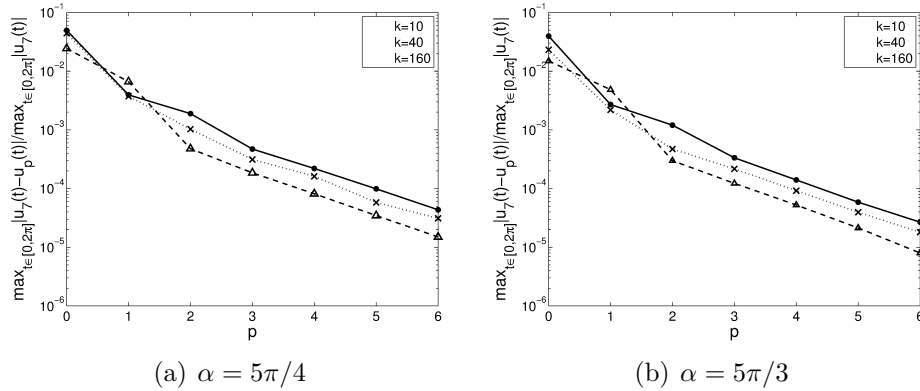 max_{t∈[0,2π]}|u_7(t)−u_p(t)|/max_{t∈[0,2π]}|u_7(t)|
10^{-1}
10^{-2}
10^{-3}
10^{-4}
10^{-5}
10^{-6}
k=10
k=40
k=160
0 1 2 3 4 5 6
p
(a) α = 5π/4
max_{t∈[0,2π]}|u_7(t)−u_p(t)|/max_{t∈[0,2π]}|u_7(t)|
10^{-1}
10^{-2}
10^{-3}
10^{-4}
10^{-5}
10^{-6}
k=10
k=40
k=160
0 1 2 3 4 5 6
p
(b) α = 5π/3